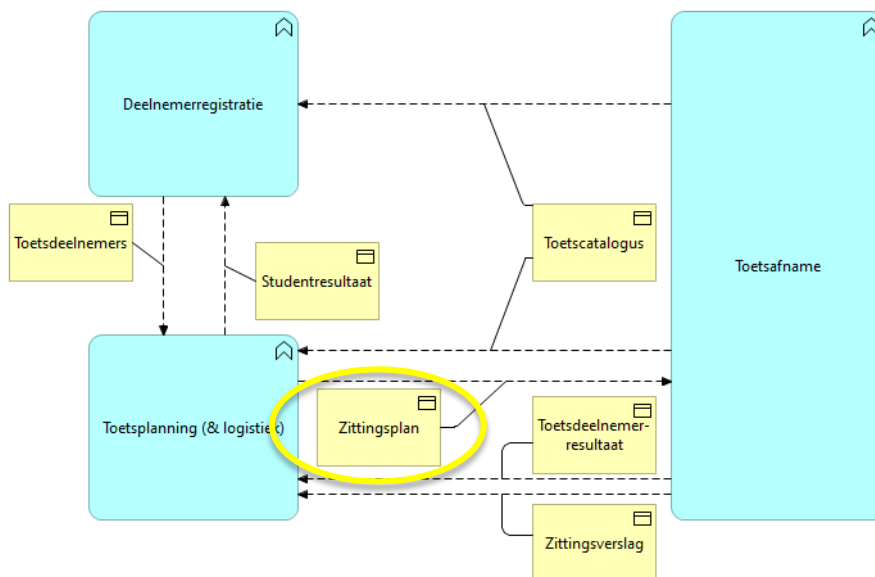 Deelnemerregistratie
Toetsdeelnemers
Studentresultaat
Toetscatalogus
Toetsafname
Toetsplanning (& logistiek)
Zittingsplan
Toetsdeelnemer-
resultaat
Zittingsverslag